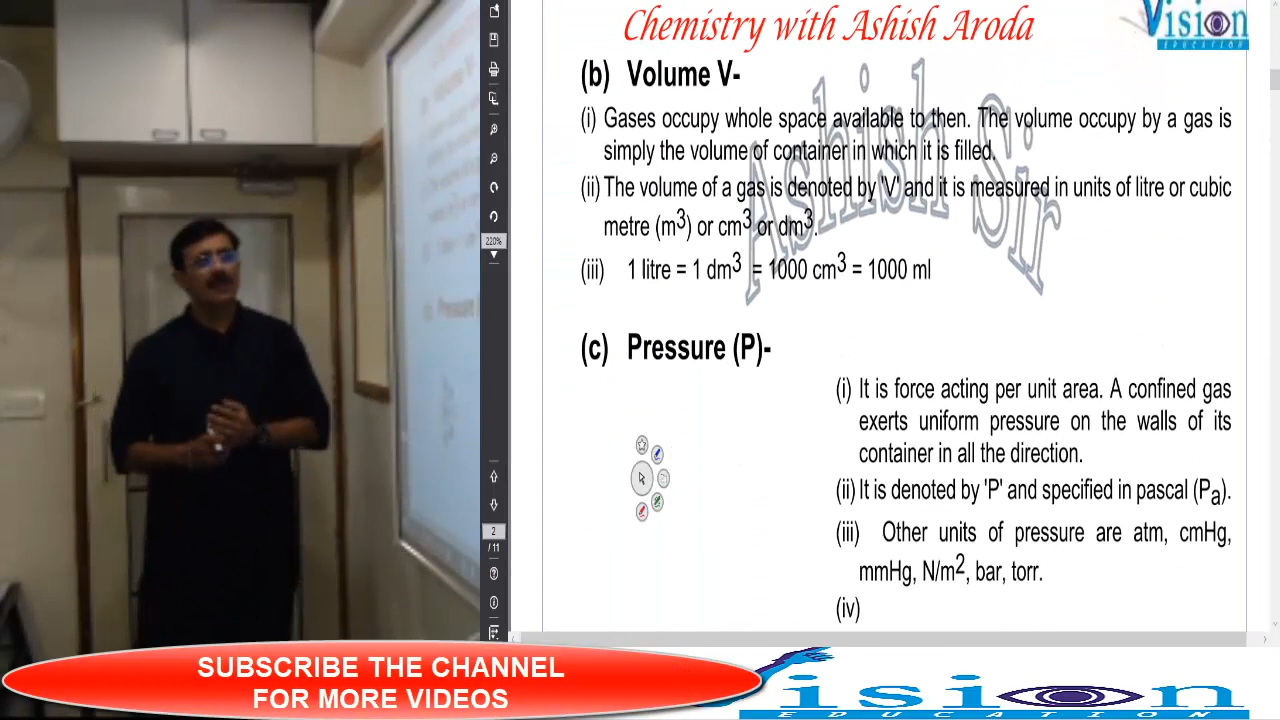 Chemistry with Ashish Aroda
Vision
EDUCATION
(b) Volume V-
(i) Gases occupy whole space available to then. The volume occupy by a gas is
simply the volume of container in which it is filled.
(ii) The volume of a gas is denoted by 'V' and it is measured in units of litre or cubic
metre (m³) or cm³ or dm³.
(iii) 1 litre = 1 dm³ = 1000 cm³ = 1000 ml
Ashish Sir
(c) Pressure (P)-
(i) It is force acting per unit area. A confined gas
exerts uniform pressure on the walls of its
container in all the direction.
(ii) It is denoted by 'P' and specified in pascal (Pa).
(iii) Other units of pressure are atm, cmHg,
mmHg, N/m², bar, torr.
(iv)
220%
2
/ 11
SUBSCRIBE THE CHANNEL
FOR MORE VIDEOS
Vision
EDUCATION